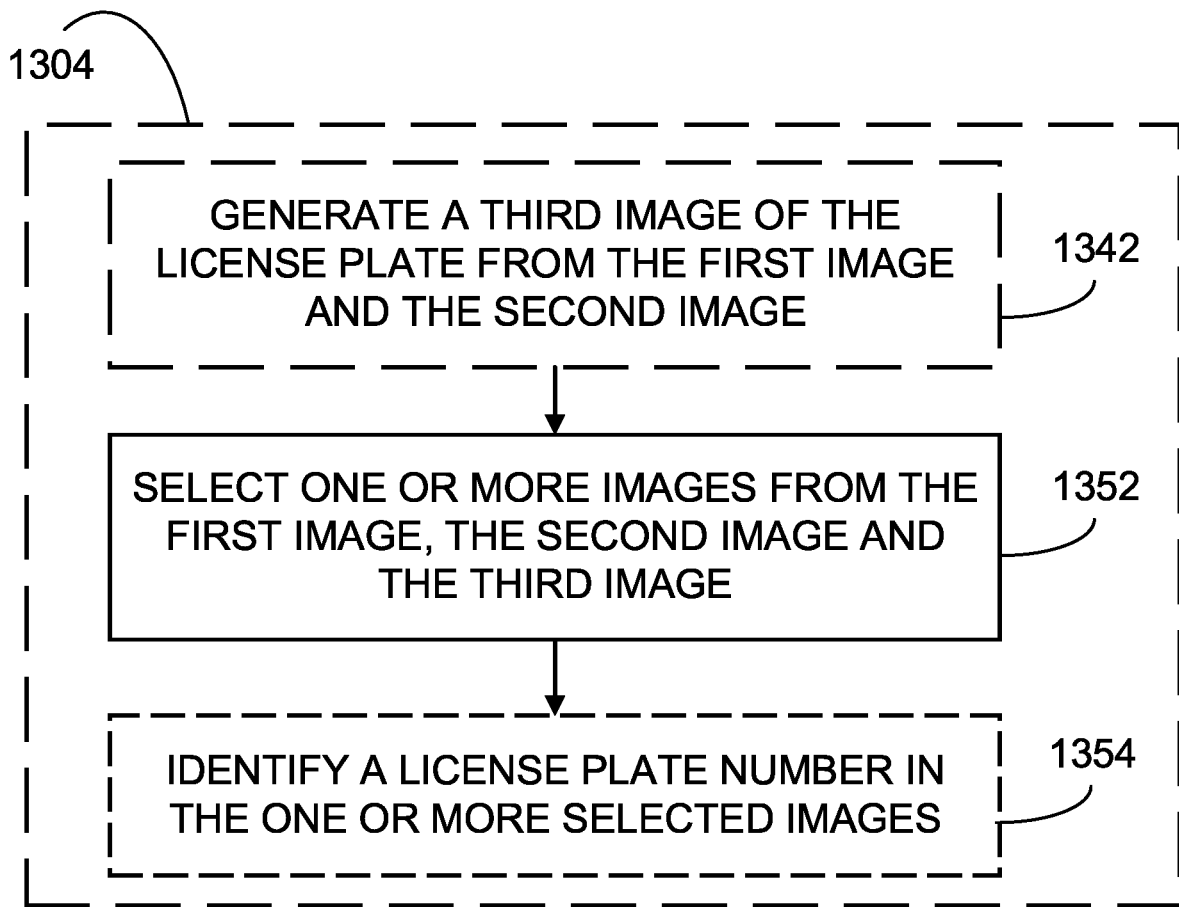 1304
GENERATE A THIRD IMAGE OF THE
LICENSE PLATE FROM THE FIRST IMAGE
AND THE SECOND IMAGE
1342
SELECT ONE OR MORE IMAGES FROM THE
FIRST IMAGE, THE SECOND IMAGE AND
THE THIRD IMAGE
1352
IDENTIFY A LICENSE PLATE NUMBER IN
THE ONE OR MORE SELECTED IMAGES
1354